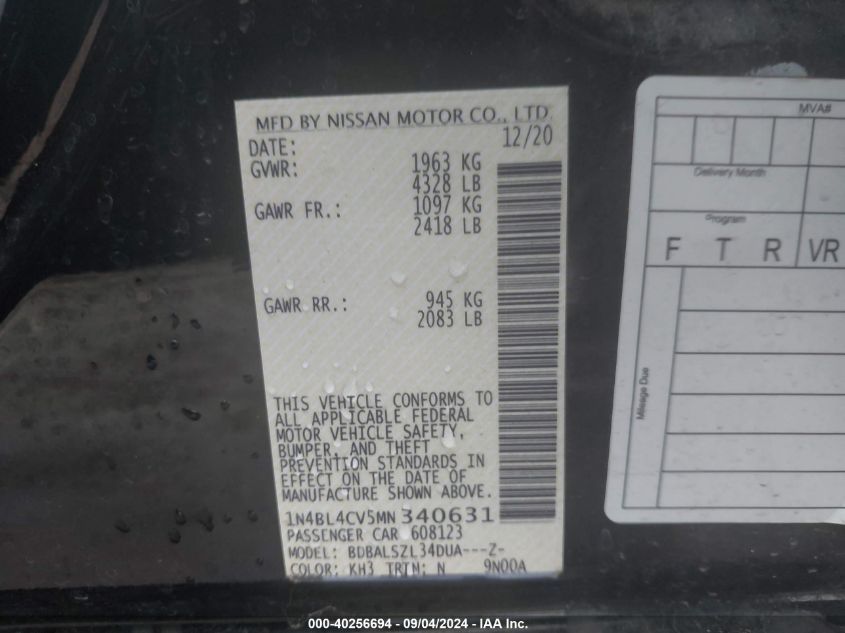 MFD BY NISSAN MOTOR CO., LTD.
DATE: 12/20
GVWR: 1963 KG
4328 LB
GAWR FR.: 1097 KG
2418 LB
GAWR RR.: 945 KG
2083 LB
THIS VEHICLE CONFORMS TO
ALL APPLICABLE FEDERAL
MOTOR VEHICLE SAFETY,
BUMPER, AND THEFT
PREVENTION STANDARDS IN
EFFECT ON THE DATE OF
MANUFACTURE SHOWN ABOVE.
1N4BL4CV5MN340631
PASSENGER CAR 608123
MODEL: BDBALSZL34DUA---Z-
COLOR: KH3 TRIM: N 9N00A
MVA#
Delivery Month
Program
F T R VR
Mileage Due
000-40256694 - 09/04/2024 - IAA Inc.